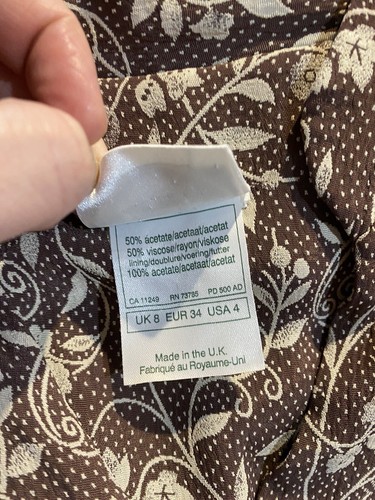 50% acetate/acetaat/acetat
50% viscose/rayon/viskose
lining/doublure/voering/futter
100% acetate/acetaat/acetat
CA 11249 RN 73785 PD 500 AD
UK 8 EUR 34 USA 4
Made in the U.K.
Fabriqué au Royaume-Uni